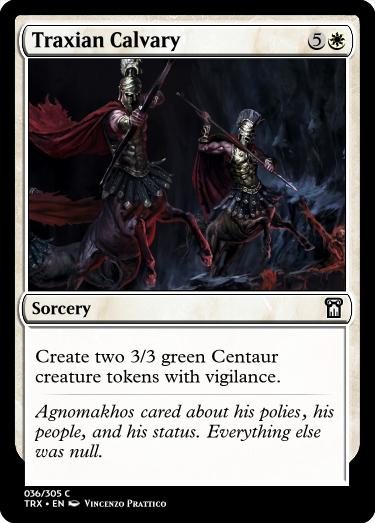 Traxian Calvary 5
Sorcery
Create two 3/3 green Centaur
creature tokens with vigilance.
Agnomakhos cared about his polies, his
people, and his status. Everything else
was null.
036/305 C
TRX • EN Vincenzo Prattico